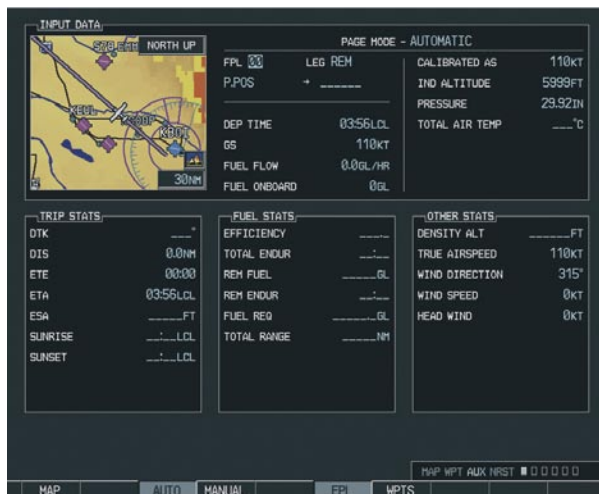 INPUT DATA
NORTH UP
KEUL
KBOI
30NM
PAGE MODE - AUTOMATIC
FPL 00 LEG REM
P.POS → ______
DEP TIME 03:56LCL
GS 110KT
FUEL FLOW 0.0GL/HR
FUEL ONBOARD 0GL
CALIBRATED AS 110KT
IND ALTITUDE 5999FT
PRESSURE 29.92IN
TOTAL AIR TEMP ___°C
TRIP STATS
DTK ___°
DIS 0.0NM
ETE 00:00
ETA 03:56LCL
ESA _____FT
SUNRISE __:__LCL
SUNSET __:__LCL
FUEL STATS
EFFICIENCY ___._
TOTAL ENDUR __:__
REM FUEL _____GL
REM ENDUR __:__
FUEL REQ _____._GL
TOTAL RANGE _____NM
OTHER STATS
DENSITY ALT ______FT
TRUE AIRSPEED 110KT
WIND DIRECTION 315°
WIND SPEED 0KT
HEAD WIND 0KT
MAP WPT AUX NRST
MAP AUTO MANUAL FPL WPTS